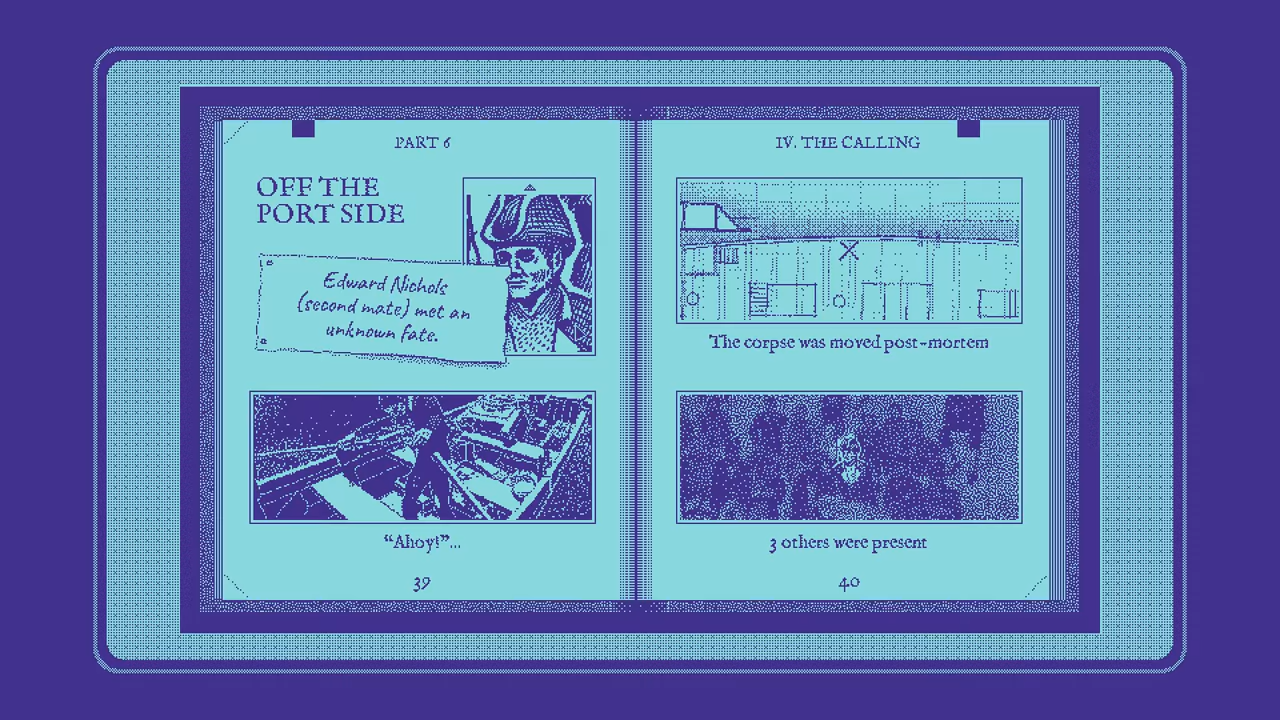 PART 6
OFF THE
PORT SIDE
Edward Nichols
(second mate) met an
unknown fate.
"Ahoy!"...
39
IV. THE CALLING
The corpse was moved post-mortem
3 others were present
40